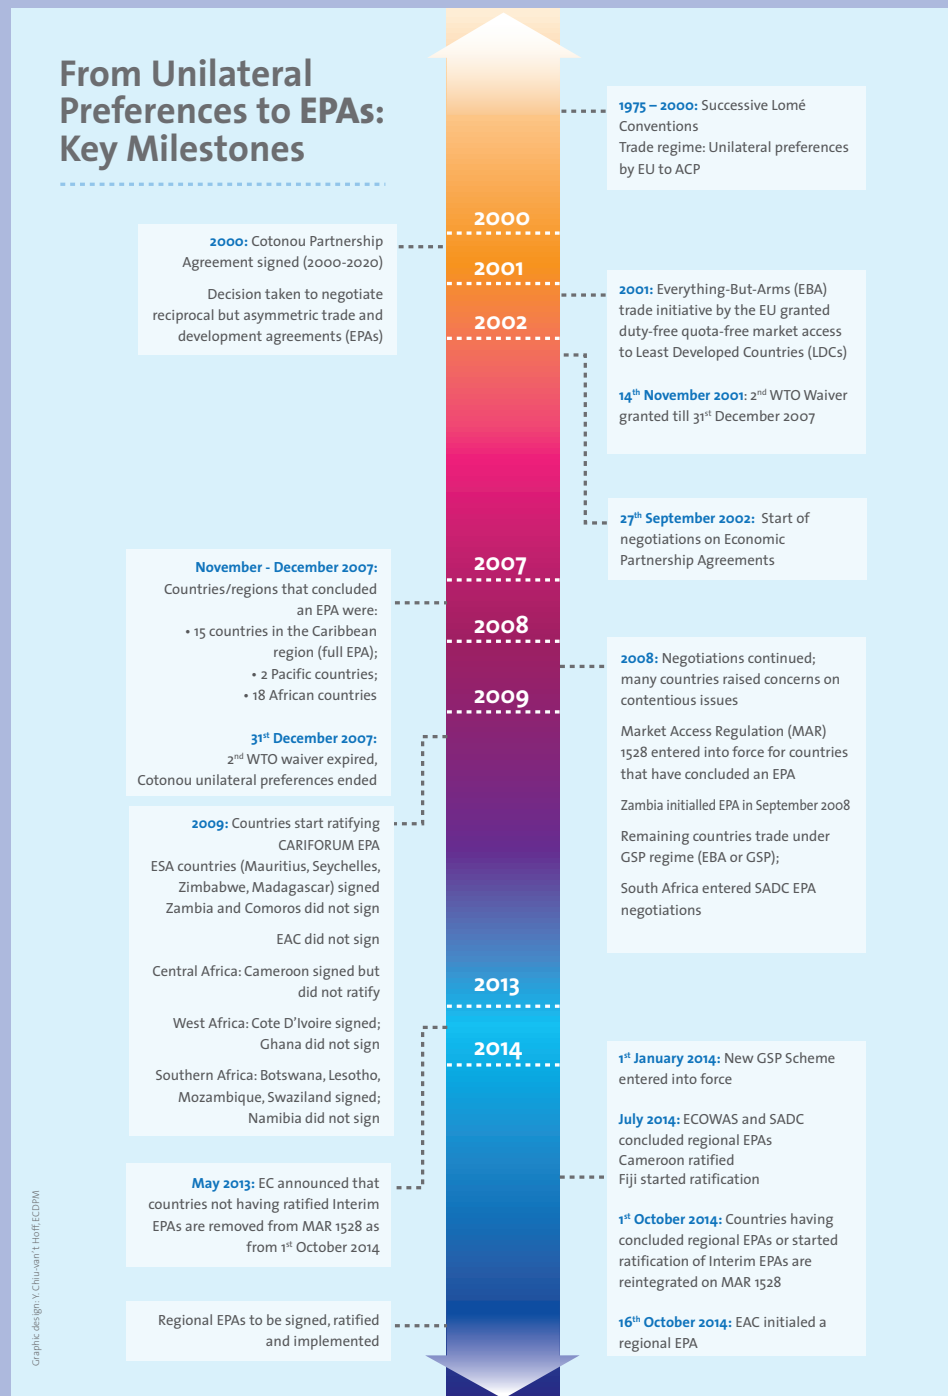 From Unilateral
Preferences to EPAs:
Key Milestones
1975 – 2000: Successive Lomé
Conventions
Trade regime: Unilateral preferences
by EU to ACP
2000
2000: Cotonou Partnership
Agreement signed (2000-2020)
Decision taken to negotiate
reciprocal but asymmetric trade and
development agreements (EPAs)
2001
2001: Everything-But-Arms (EBA)
trade initiative by the EU granted
duty-free quota-free market access
to Least Developed Countries (LDCs)
14th November 2001: 2nd WTO Waiver
granted till 31st December 2007
2002
27th September 2002: Start of
negotiations on Economic
Partnership Agreements
2007
November - December 2007:
Countries/regions that concluded
an EPA were:
• 15 countries in the Caribbean
region (full EPA);
• 2 Pacific countries;
• 18 African countries
31st December 2007:
2nd WTO waiver expired,
Cotonou unilateral preferences ended
2008
2008: Negotiations continued;
many countries raised concerns on
contentious issues
Market Access Regulation (MAR)
1528 entered into force for countries
that have concluded an EPA
Zambia initialled EPA in September 2008
Remaining countries trade under
GSP regime (EBA or GSP);
South Africa entered SADC EPA
negotiations
2009
2009: Countries start ratifying
CARIFORUM EPA
ESA countries (Mauritius, Seychelles,
Zimbabwe, Madagascar) signed
Zambia and Comoros did not sign
EAC did not sign
Central Africa: Cameroon signed but
did not ratify
West Africa: Cote D'Ivoire signed;
Ghana did not sign
Southern Africa: Botswana, Lesotho,
Mozambique, Swaziland signed;
Namibia did not sign
2013
May 2013: EC announced that
countries not having ratified Interim
EPAs are removed from MAR 1528 as
from 1st October 2014
2014
1st January 2014: New GSP Scheme
entered into force
July 2014: ECOWAS and SADC
concluded regional EPAs
Cameroon ratified
Fiji started ratification
1st October 2014: Countries having
concluded regional EPAs or started
ratification of Interim EPAs are
reintegrated on MAR 1528
16th October 2014: EAC initialed a
regional EPA
Regional EPAs to be signed, ratified
and implemented
Graphic design: Y. Chiu-van't Hoff, ECDPM